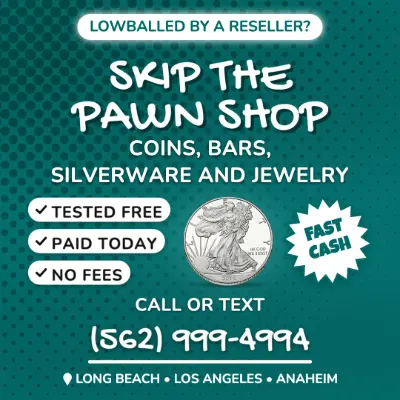 LOWBALLED BY A RESELLER?
SKIP THE
PAWN SHOP
COINS, BARS,
SILVERWARE AND JEWELRY
TESTED FREE
PAID TODAY
NO FEES
FAST
CASH
CALL OR TEXT
(562) 999-4994
LONG BEACH • LOS ANGELES • ANAHEIM